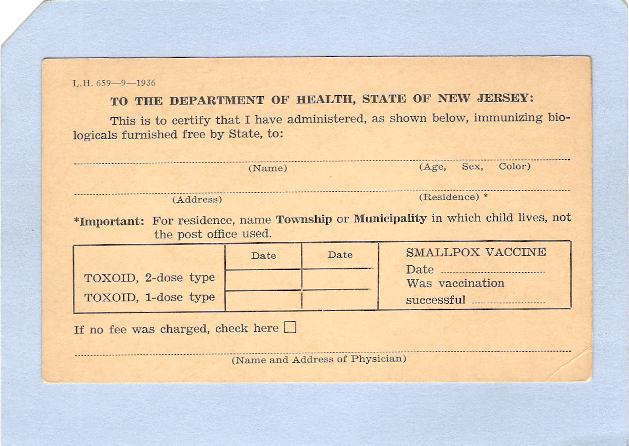 L.H. 659—9—1936
TO THE DEPARTMENT OF HEALTH, STATE OF NEW JERSEY:
This is to certify that I have administered, as shown below, immunizing bio-
logicals furnished free by State, to:
(Name) (Age, Sex, Color)
(Address) (Residence) *
*Important: For residence, name Township or Municipality in which child lives, not
the post office used.
Date Date SMALLPOX VACCINE
TOXOID, 2-dose type Date
Was vaccination
TOXOID, 1-dose type successful
If no fee was charged, check here
(Name and Address of Physician)